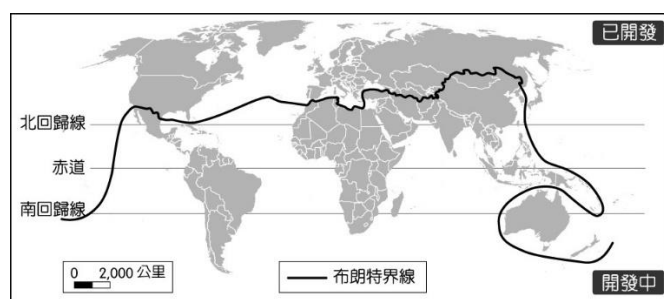 已開發
北回歸線
赤道
南回歸線
0 2,000 公里
布朗特界線
開發中